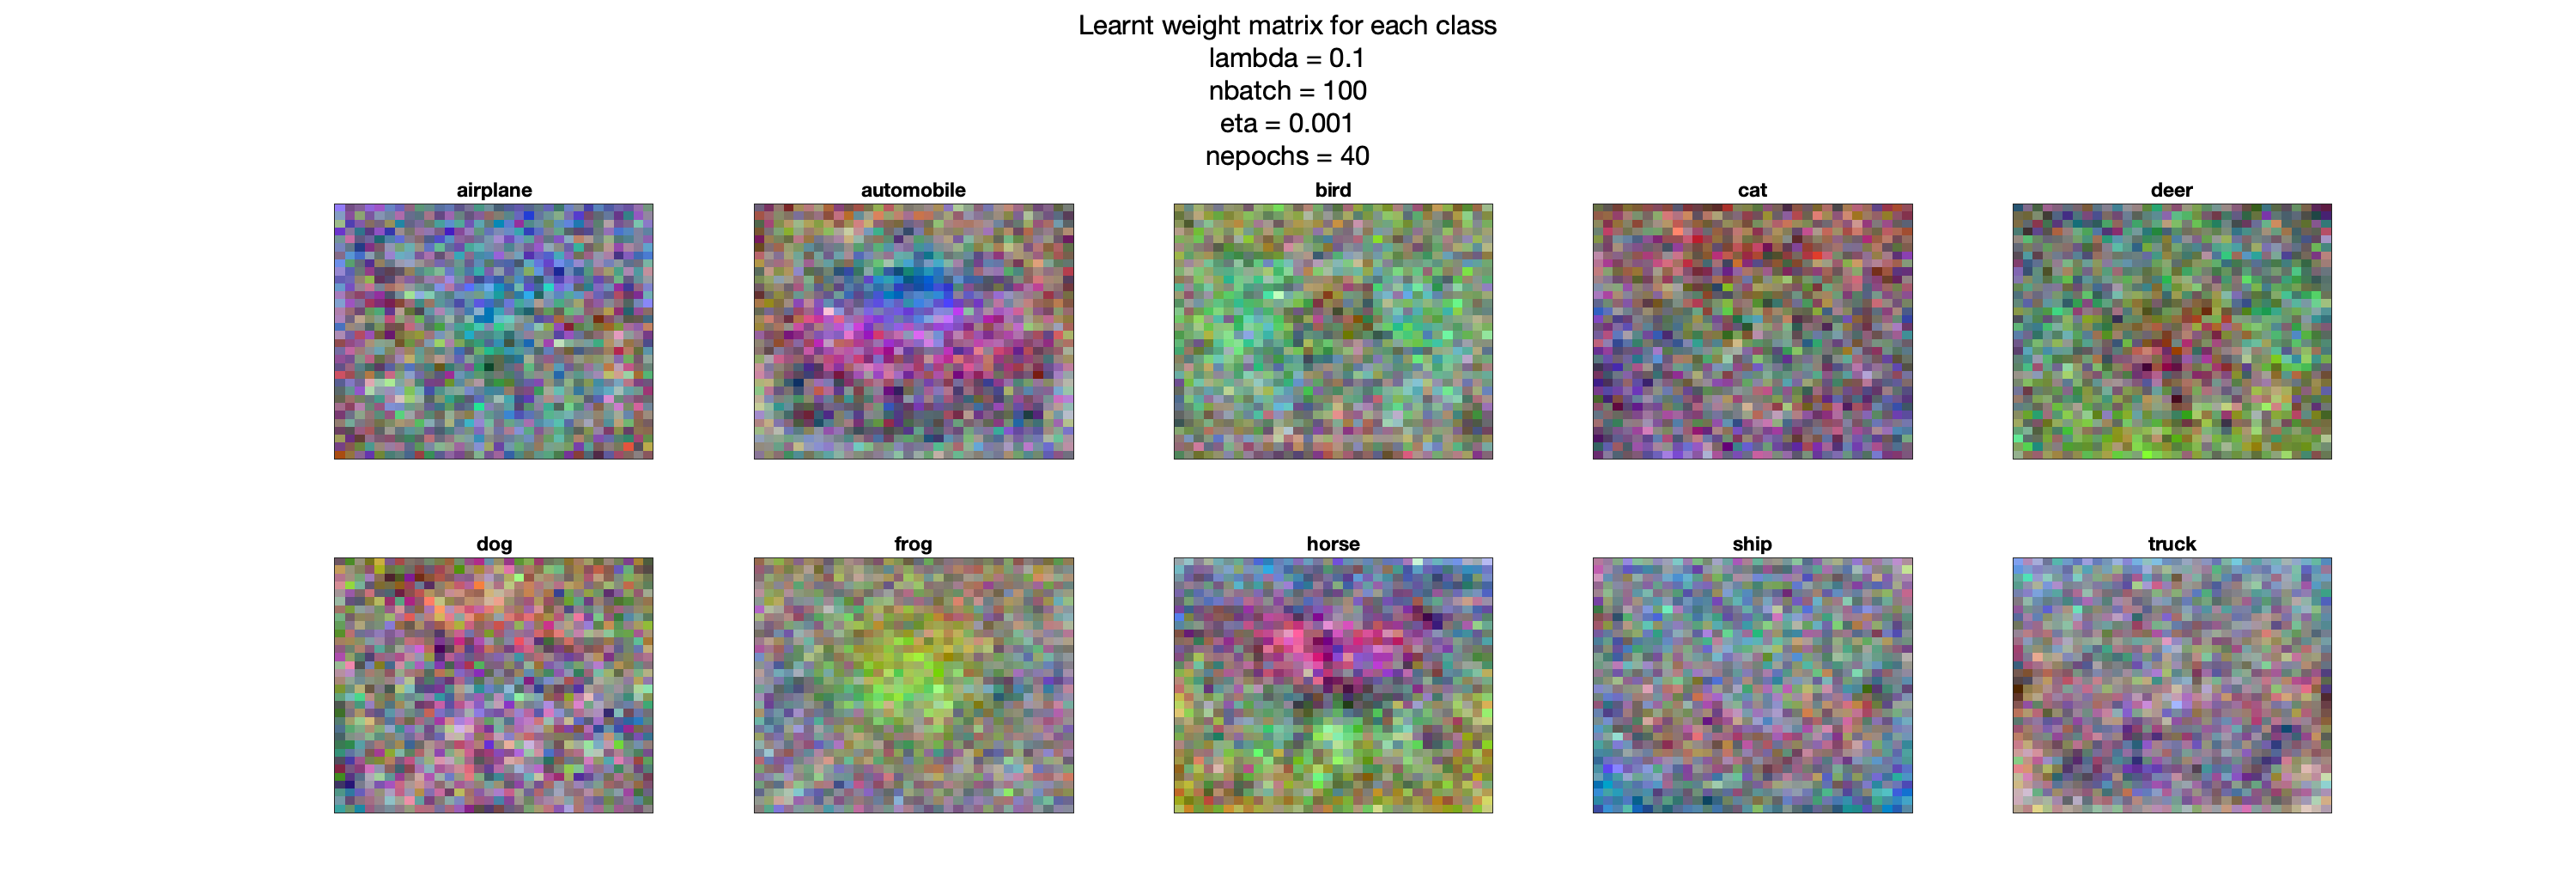 Learnt weight matrix for each class
lambda = 0.1
nbatch = 100
eta = 0.001
nepochs = 40
airplane
automobile
bird
cat
deer
dog
frog
horse
ship
truck